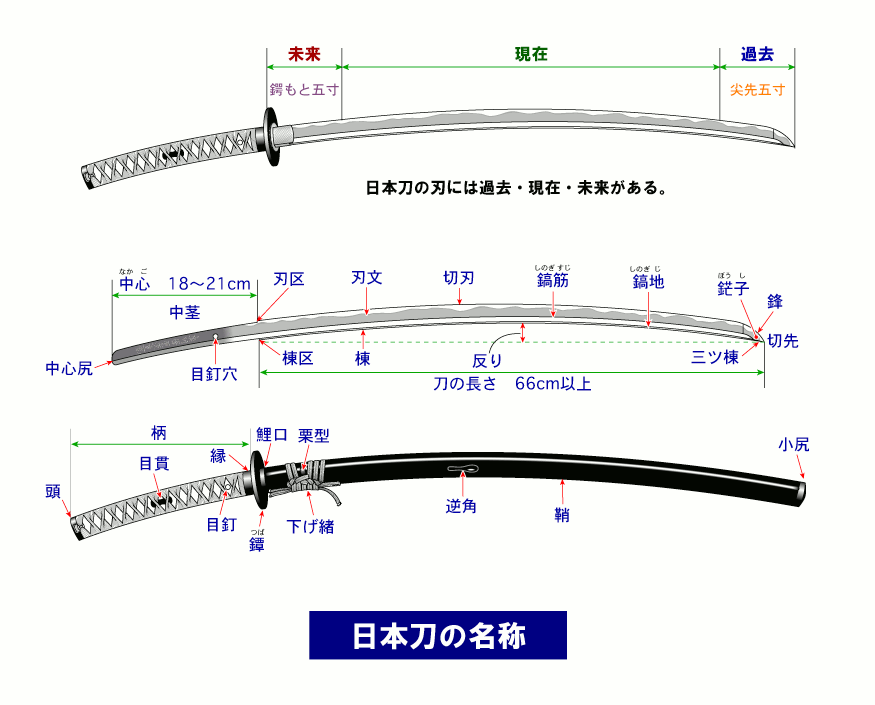 未来
現在
過去
鍔もと五寸
尖先五寸
日本刀の刃には過去・現在・未来がある。
なかご
中心 18～21cm
中茎
刃区
刃文
切刃
しのぎすじ
鎬筋
しのぎじ
鎬地
ぼうし
鋩子
鋒
切先
三ツ棟
中心尻
目釘穴
棟区
棟
反り
刀の長さ 66cm以上
柄
頭
目貫
縁
鯉口
栗型
小尻
目釘
つば
鐔
下げ緒
逆角
鞘
日本刀の名称